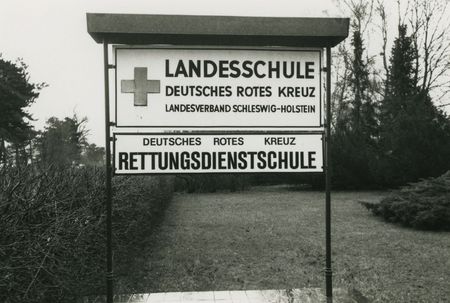 LANDESSCHULE
DEUTSCHES ROTES KREUZ
LANDESVERBAND SCHLESWIG-HOLSTEIN
DEUTSCHES ROTES KREUZ
RETTUNGSDIENSTSCHULE